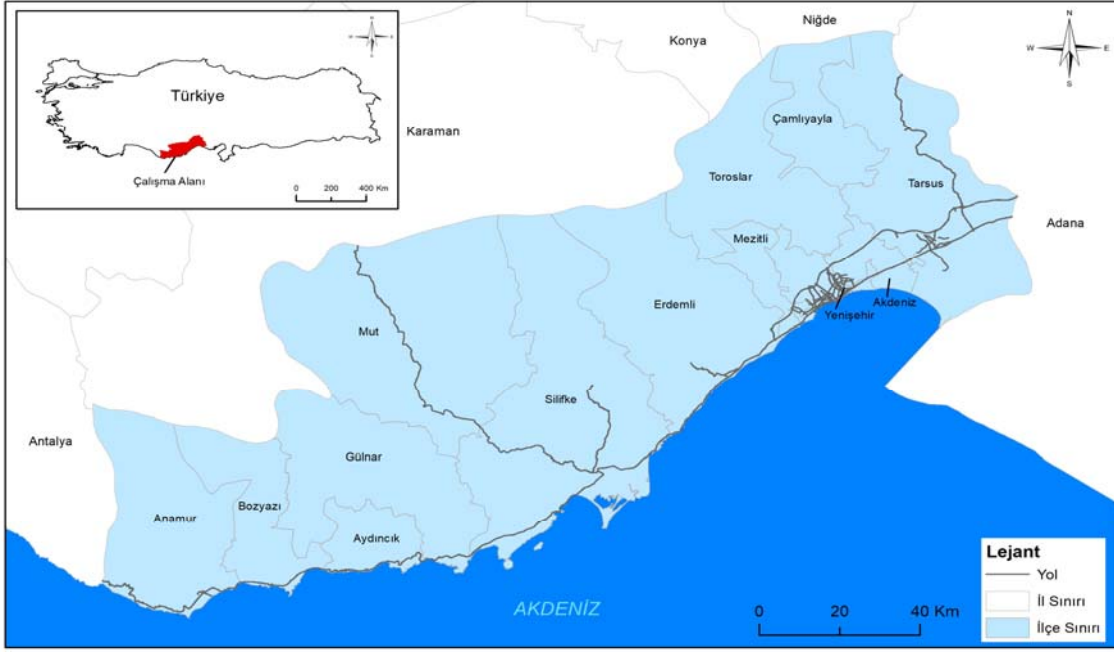 Niğde
Konya
N
W E
S
N
W E
S
Türkiye
Karaman
Çamlıyayla
Toroslar
Tarsus
Çalışma Alanı
0 200 400 Km
Adana
Mezitli
Erdemli
Akdeniz
Yenişehir
Mut
Silifke
Antalya
Gülnar
Bozyazı
Anamur
Aydıncık
Lejant
Yol
İl Sınırı
İlçe Sınırı
AKDENİZ
0 20 40 Km